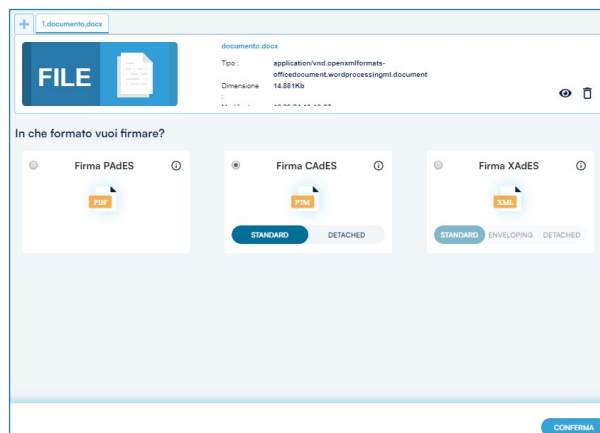 1.documento.docx
FILE
documento.docx
Tipo : application/vnd.openxmlformats-
officedocument.wordprocessingml.document
Dimensione 14.881Kb
:
In che formato vuoi firmare?
Firma PAdES
PDF
Firma CAdES
P7M
STANDARD DETACHED
Firma XAdES
XML
STANDARD ENVELOPING DETACHED
CONFERMA